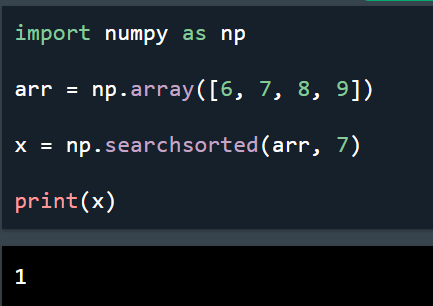 import numpy as np
arr = np.array([6, 7, 8, 9])
x = np.searchsorted(arr, 7)
print(x)
1